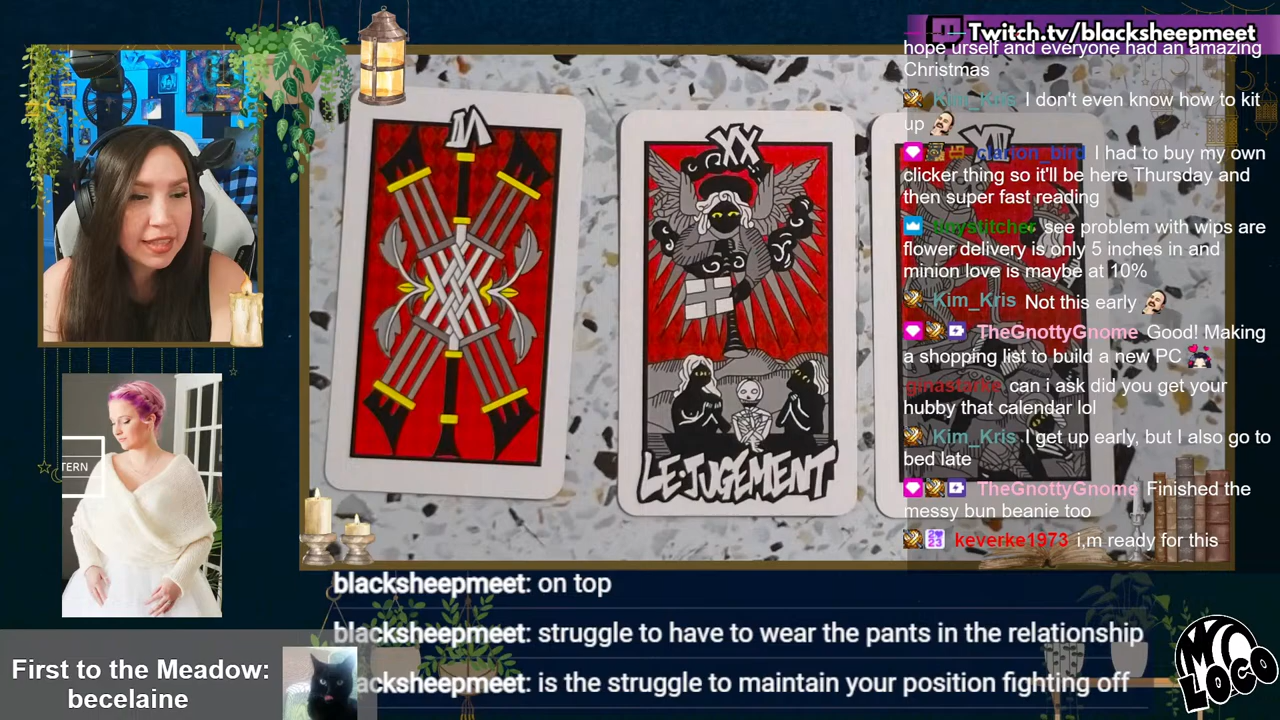 Twitch.tv/blacksheepmeet
hope urself and everyone had an amazing
Christmas
Kim_Kris I don't even know how to kit
up
clarion_bird I had to buy my own
clicker thing so it'll be here Thursday and
then super fast reading
tinystitcher see problem with wips are
flower delivery is only 5 inches in and
minion love is maybe at 10%
Kim_Kris Not this early
TheGnottyGnome Good! Making
a shopping list to build a new PC
can i ask did you get your
hubby that calendar lol
Kim_Kris I get up early, but I also go to
bed late
TheGnottyGnome Finished the
messy bun beanie too
keverke1973 i,m ready for this
XX
LE·JUGEMENT
TERN
blacksheepmeet: on top
blacksheepmeet: struggle to have to wear the pants in the relationship
acksheepmeet: is the struggle to maintain your position fighting off
First to the Meadow:
becelaine
MC
LOCO